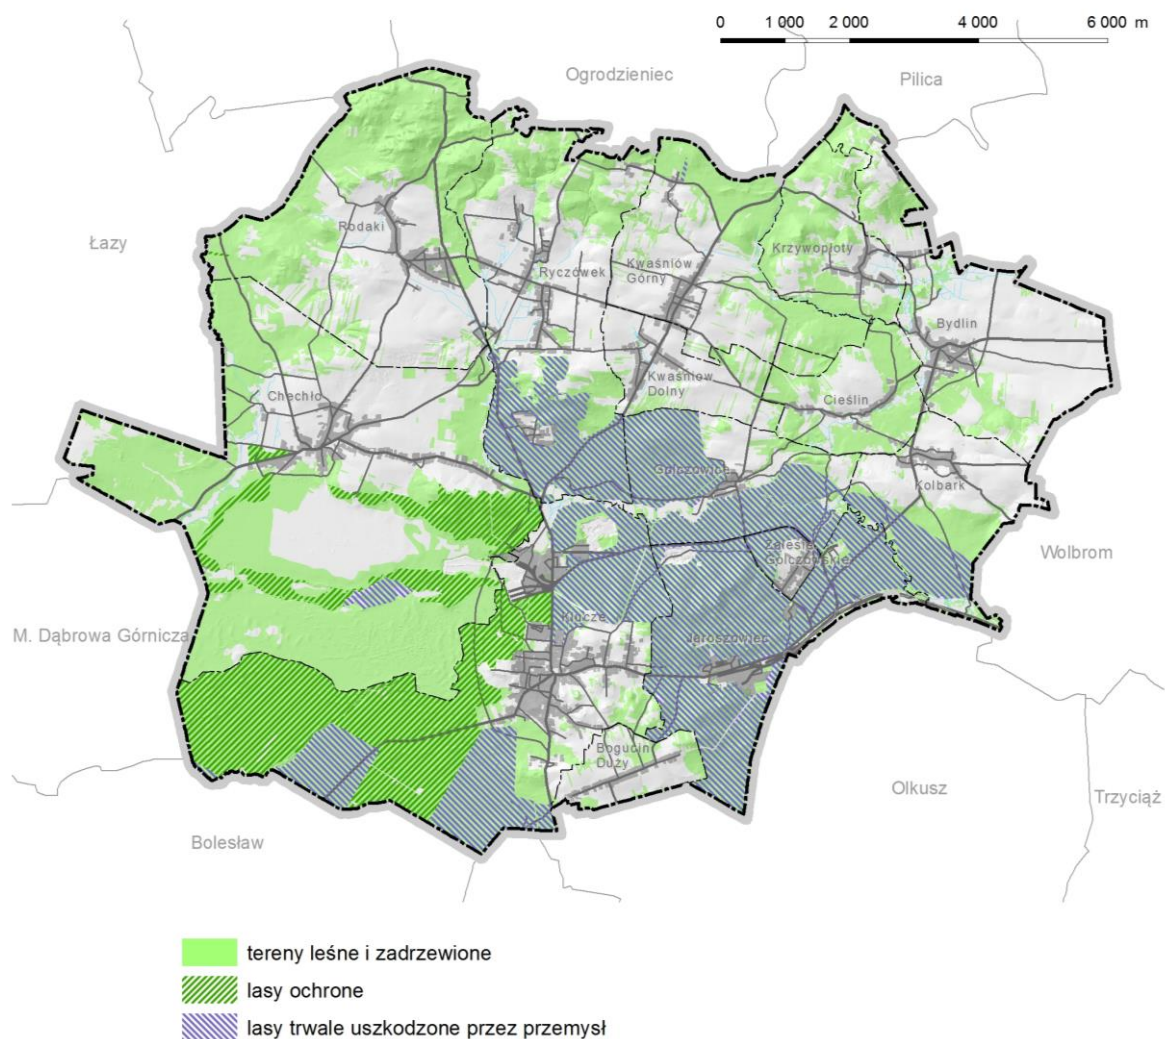 0 1 000 2 000 4 000 6 000 m
Ogrodzieniec
Pilica
Łazy
Rodaki
Ryczówek
Kwaśniów
Górny
Krzywopłoty
Bydlin
Chechło
Kwaśniów
Dolny
Cieślin
Golczowice
Kolbark
Zalesie
Golczowskie
Wolbrom
Klucze
Jaroszowiec
M. Dąbrowa Górnicza
Bogucin
Duży
Olkusz
Trzyciąż
Bolesław
tereny leśne i zadrzewione
lasy ochrone
lasy trwale uszkodzone przez przemysł